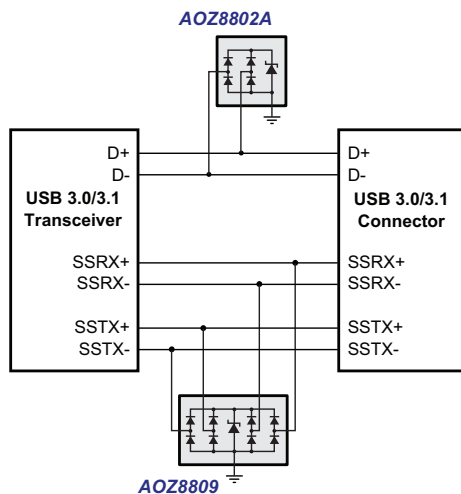 AOZ8802A
D+
D+
D-
D-
USB 3.0/3.1
Transceiver
USB 3.0/3.1
Connector
SSRX+
SSRX+
SSRX-
SSRX-
SSTX+
SSTX+
SSTX-
SSTX-
AOZ8809